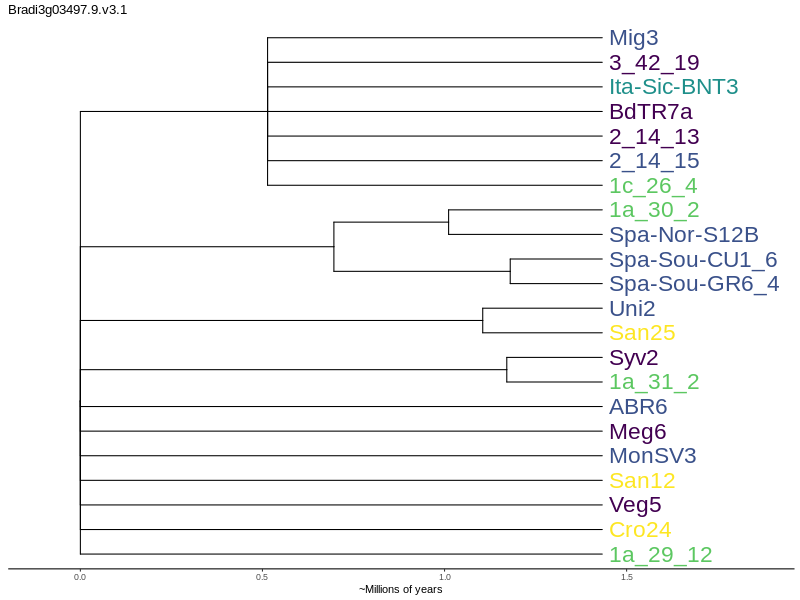 Bradi3g03497.9.v3.1
Mig3
3_42_19
Ita-Sic-BNT3
BdTR7a
2_14_13
2_14_15
1c_26_4
1a_30_2
Spa-Nor-S12B
Spa-Sou-CU1_6
Spa-Sou-GR6_4
Uni2
San25
Syv2
1a_31_2
ABR6
Meg6
MonSV3
San12
Veg5
Cro24
1a_29_12
0.0 0.5 1.0 1.5
~Millions of years